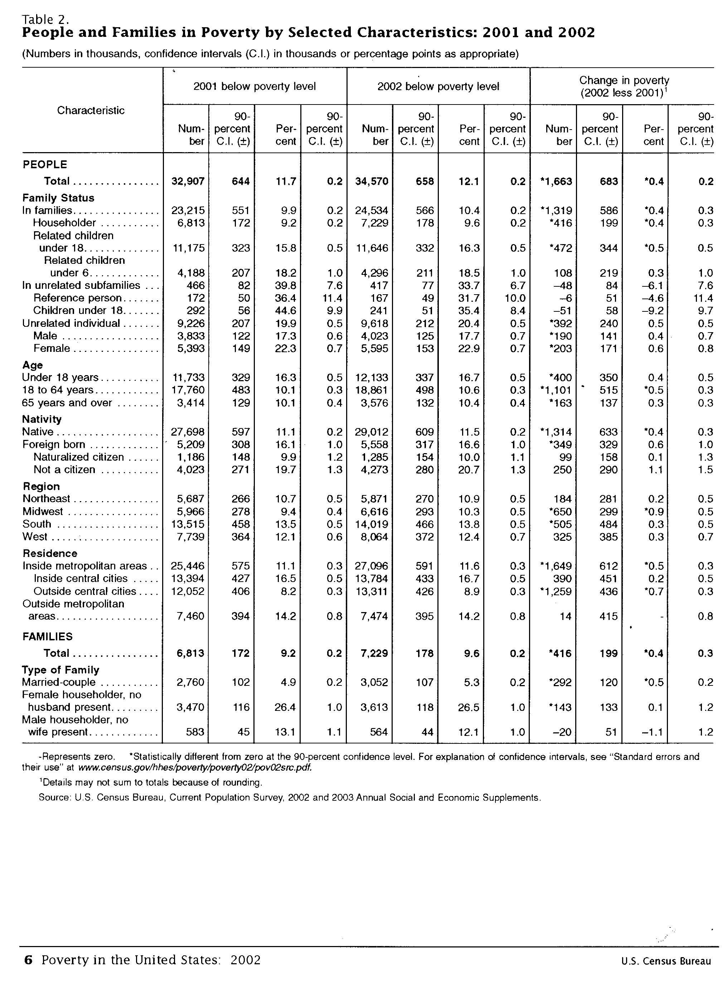 Table 2.
People and Families in Poverty by Selected Characteristics: 2001 and 2002
(Numbers in thousands, confidence intervals (C.I.) in thousands or percentage points as appropriate)
Characteristic 2001 below poverty level 2002 below poverty level Change in poverty (2002 less 2001)¹
Num-ber 90-percent C.I. (±) Per-cent 90-percent C.I. (±) Num-ber 90-percent C.I. (±) Per-cent 90-percent C.I. (±) Num-ber 90-percent C.I. (±) Per-cent 90-percent C.I. (±)
PEOPLE
Total . . . . . . . . . . . . . . . . 32,907 644 11.7 0.2 34,570 658 12.1 0.2 *1,663 683 *0.4 0.2
Family Status
In families. . . . . . . . . . . . . . . . 23,215 551 9.9 0.2 24,534 566 10.4 0.2 *1,319 586 *0.4 0.3
Householder . . . . . . . . . . . 6,813 172 9.2 0.2 7,229 178 9.6 0.2 *416 199 *0.4 0.3
Related children
under 18. . . . . . . . . . . . . . 11,175 323 15.8 0.5 11,646 332 16.3 0.5 *472 344 *0.5 0.5
Related children
under 6. . . . . . . . . . . . . 4,188 207 18.2 1.0 4,296 211 18.5 1.0 108 219 0.3 1.0
In unrelated subfamilies . . . 466 82 39.8 7.6 417 77 33.7 6.7 –48 84 –6.1 7.6
Reference person. . . . . . . 172 50 36.4 11.4 167 49 31.7 10.0 –6 51 –4.6 11.4
Children under 18. . . . . . . 292 56 44.6 9.9 241 51 35.4 8.4 –51 58 –9.2 9.7
Unrelated individual . . . . . . . 9,226 207 19.9 0.5 9,618 212 20.4 0.5 *392 240 0.5 0.5
Male . . . . . . . . . . . . . . . . . . 3,833 122 17.3 0.6 4,023 125 17.7 0.7 *190 141 0.4 0.7
Female . . . . . . . . . . . . . . . . 5,393 149 22.3 0.7 5,595 153 22.9 0.7 *203 171 0.6 0.8
Age
Under 18 years. . . . . . . . . . . 11,733 329 16.3 0.5 12,133 337 16.7 0.5 *400 350 0.4 0.5
18 to 64 years. . . . . . . . . . . . 17,760 483 10.1 0.3 18,861 498 10.6 0.3 *1,101 515 *0.5 0.3
65 years and over . . . . . . . . 3,414 129 10.1 0.4 3,576 132 10.4 0.4 *163 137 0.3 0.3
Nativity
Native . . . . . . . . . . . . . . . . . . . 27,698 597 11.1 0.2 29,012 609 11.5 0.2 *1,314 633 *0.4 0.3
Foreign born . . . . . . . . . . . . . 5,209 308 16.1 1.0 5,558 317 16.6 1.0 *349 329 0.6 1.0
Naturalized citizen . . . . . . 1,186 148 9.9 1.2 1,285 154 10.0 1.1 99 158 0.1 1.3
Not a citizen . . . . . . . . . . . 4,023 271 19.7 1.3 4,273 280 20.7 1.3 250 290 1.1 1.5
Region
Northeast . . . . . . . . . . . . . . . . 5,687 266 10.7 0.5 5,871 270 10.9 0.5 184 281 0.2 0.5
Midwest . . . . . . . . . . . . . . . . . 5,966 278 9.4 0.4 6,616 293 10.3 0.5 *650 299 *0.9 0.5
South . . . . . . . . . . . . . . . . . . . 13,515 458 13.5 0.5 14,019 466 13.8 0.5 *505 484 0.3 0.5
West . . . . . . . . . . . . . . . . . . . . 7,739 364 12.1 0.6 8,064 372 12.4 0.7 325 385 0.3 0.7
Residence
Inside metropolitan areas . . 25,446 575 11.1 0.3 27,096 591 11.6 0.3 *1,649 612 *0.5 0.3
Inside central cities . . . . . 13,394 427 16.5 0.5 13,784 433 16.7 0.5 390 451 0.2 0.5
Outside central cities . . . . 12,052 406 8.2 0.3 13,311 426 8.9 0.3 *1,259 436 *0.7 0.3
Outside metropolitan
areas. . . . . . . . . . . . . . . . . . . 7,460 394 14.2 0.8 7,474 395 14.2 0.8 14 415 - 0.8
FAMILIES
Total . . . . . . . . . . . . . . . . 6,813 172 9.2 0.2 7,229 178 9.6 0.2 *416 199 *0.4 0.3
Type of Family
Married-couple . . . . . . . . . . . 2,760 102 4.9 0.2 3,052 107 5.3 0.2 *292 120 *0.5 0.2
Female householder, no
husband present. . . . . . . . . 3,470 116 26.4 1.0 3,613 118 26.5 1.0 *143 133 0.1 1.2
Male householder, no
wife present. . . . . . . . . . . . . 583 45 13.1 1.1 564 44 12.1 1.0 –20 51 –1.1 1.2
-Represents zero. *Statistically different from zero at the 90-percent confidence level. For explanation of confidence intervals, see “Standard errors and
their use” at www.census.gov/hhes/poverty/poverty02/pov02src.pdf.
¹Details may not sum to totals because of rounding.
Source: U.S. Census Bureau, Current Population Survey, 2002 and 2003 Annual Social and Economic Supplements.
6 Poverty in the United States: 2002 U.S. Census Bureau